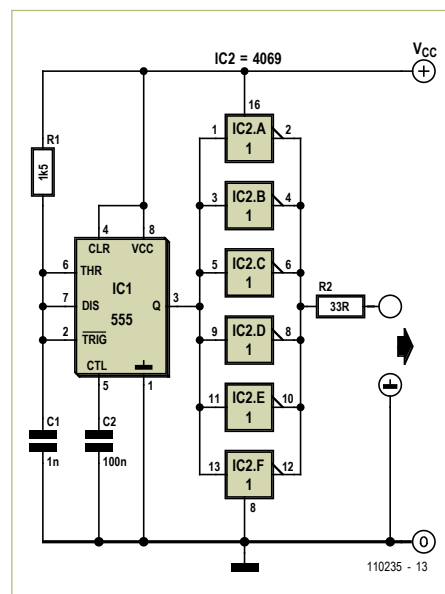 IC2 = 4069
VCC
+
16
R1
1k5
1 IC2.A 2
1
3 IC2.B 4
1
4 8
CLR VCC
6 THR
5 IC2.C 6
1
R2
33R
7 DIS IC1 Q 3
555
2 TRIG
9 IC2.D 8
1
CTL
5 1
11 IC2.E 10
1
C1
1n
C2
100n
13 IC2.F 12
1
8
0
110235 - 13